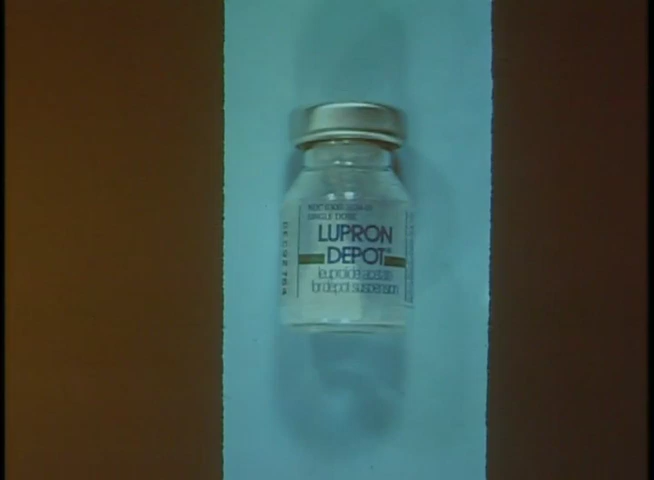 SINGLE DOSE
LUPRON
DEPOT®
leuprolide acetate
for depot suspension